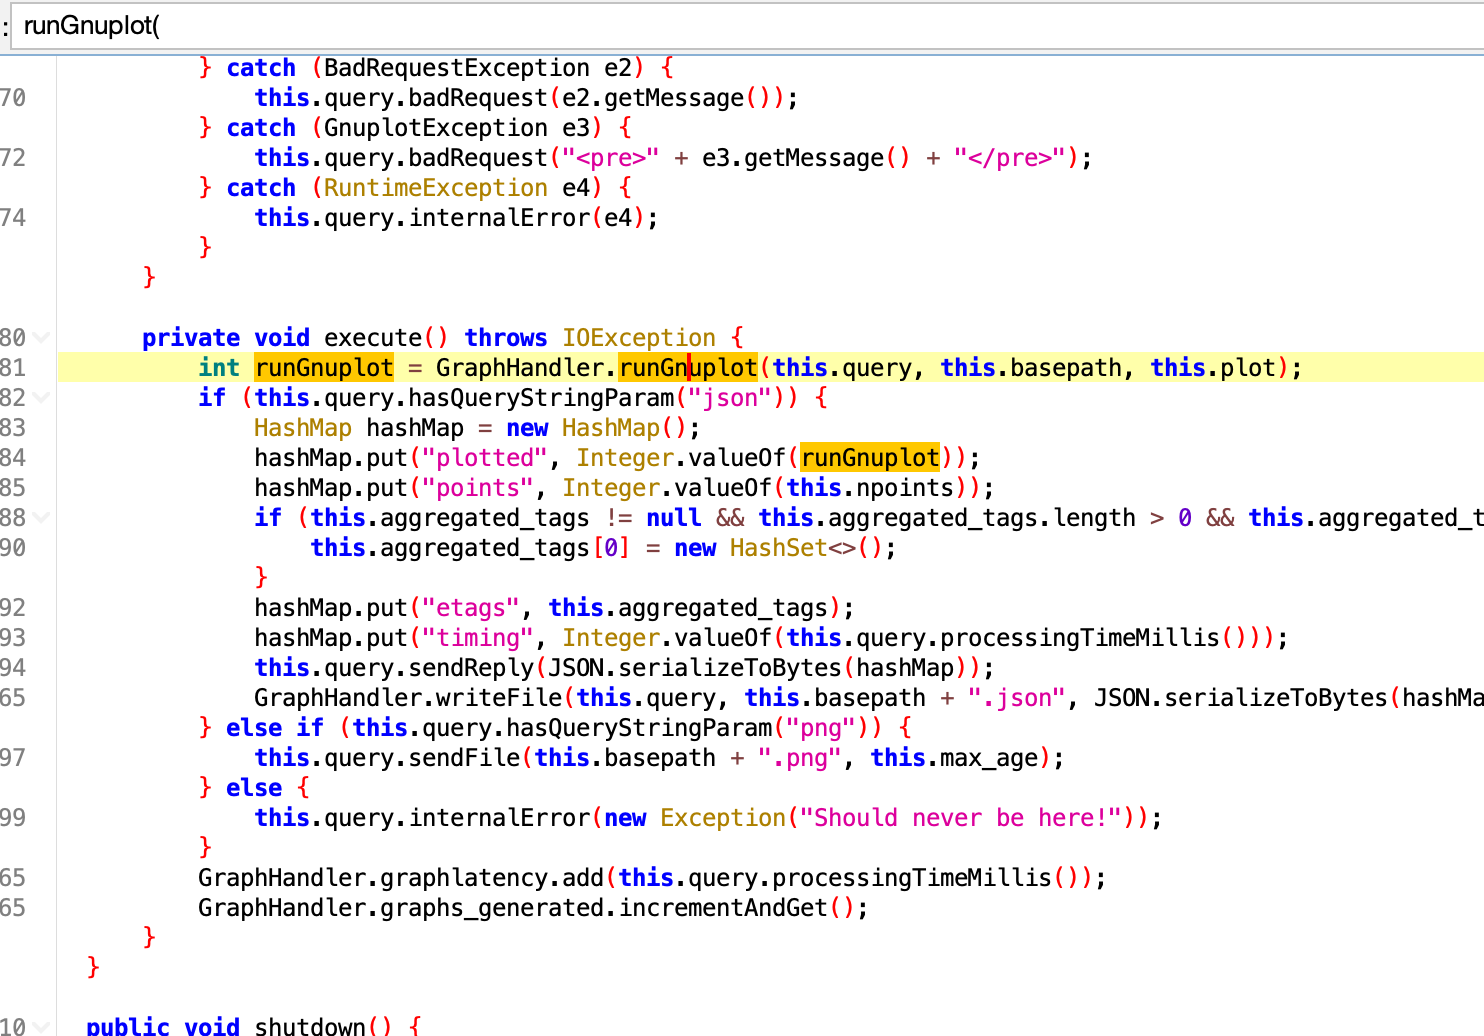 : runGnuplot(
} catch (BadRequestException e2) {
70 this.query.badRequest(e2.getMessage());
} catch (GnuplotException e3) {
72 this.query.badRequest("<pre>" + e3.getMessage() + "</pre>");
} catch (RuntimeException e4) {
74 this.query.internalError(e4);
}
}
80 private void execute() throws IOException {
81 int runGnuplot = GraphHandler.runGnuplot(this.query, this.basepath, this.plot);
82 if (this.query.hasQueryStringParam("json")) {
83 HashMap hashMap = new HashMap();
84 hashMap.put("plotted", Integer.valueOf(runGnuplot));
85 hashMap.put("points", Integer.valueOf(this.npoints));
88 if (this.aggregated_tags != null && this.aggregated_tags.length > 0 && this.aggregated_t
90 this.aggregated_tags[0] = new HashSet<>();
}
92 hashMap.put("etags", this.aggregated_tags);
93 hashMap.put("timing", Integer.valueOf(this.query.processingTimeMillis()));
94 this.query.sendReply(JSON.serializeToBytes(hashMap));
65 GraphHandler.writeFile(this.query, this.basepath + ".json", JSON.serializeToBytes(hashMa
} else if (this.query.hasQueryStringParam("png")) {
97 this.query.sendFile(this.basepath + ".png", this.max_age);
} else {
99 this.query.internalError(new Exception("Should never be here!"));
}
65 GraphHandler.graphlatency.add(this.query.processingTimeMillis());
65 GraphHandler.graphs_generated.incrementAndGet();
}
}
10 public void shutdown() {